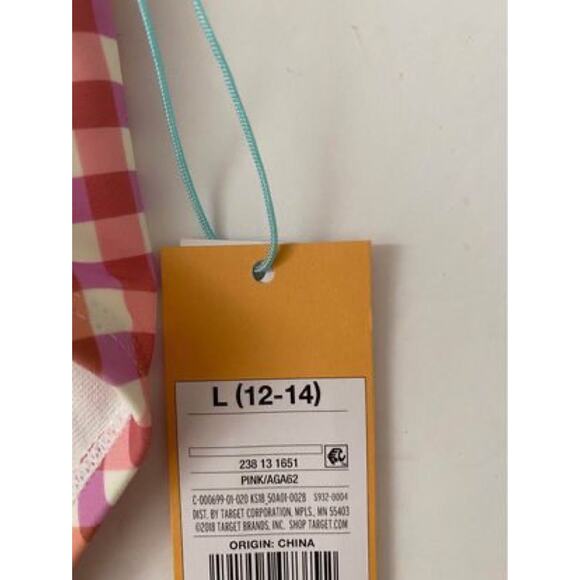 L (12-14)
238 13 1651
PINK/AGA62
C-000699-01-020 KS18_50A01-002B S932-0004
DIST. BY TARGET CORPORATION, MPLS., MN 55403
©2018 TARGET BRANDS, INC. SHOP TARGET.COM
ORIGIN: CHINA